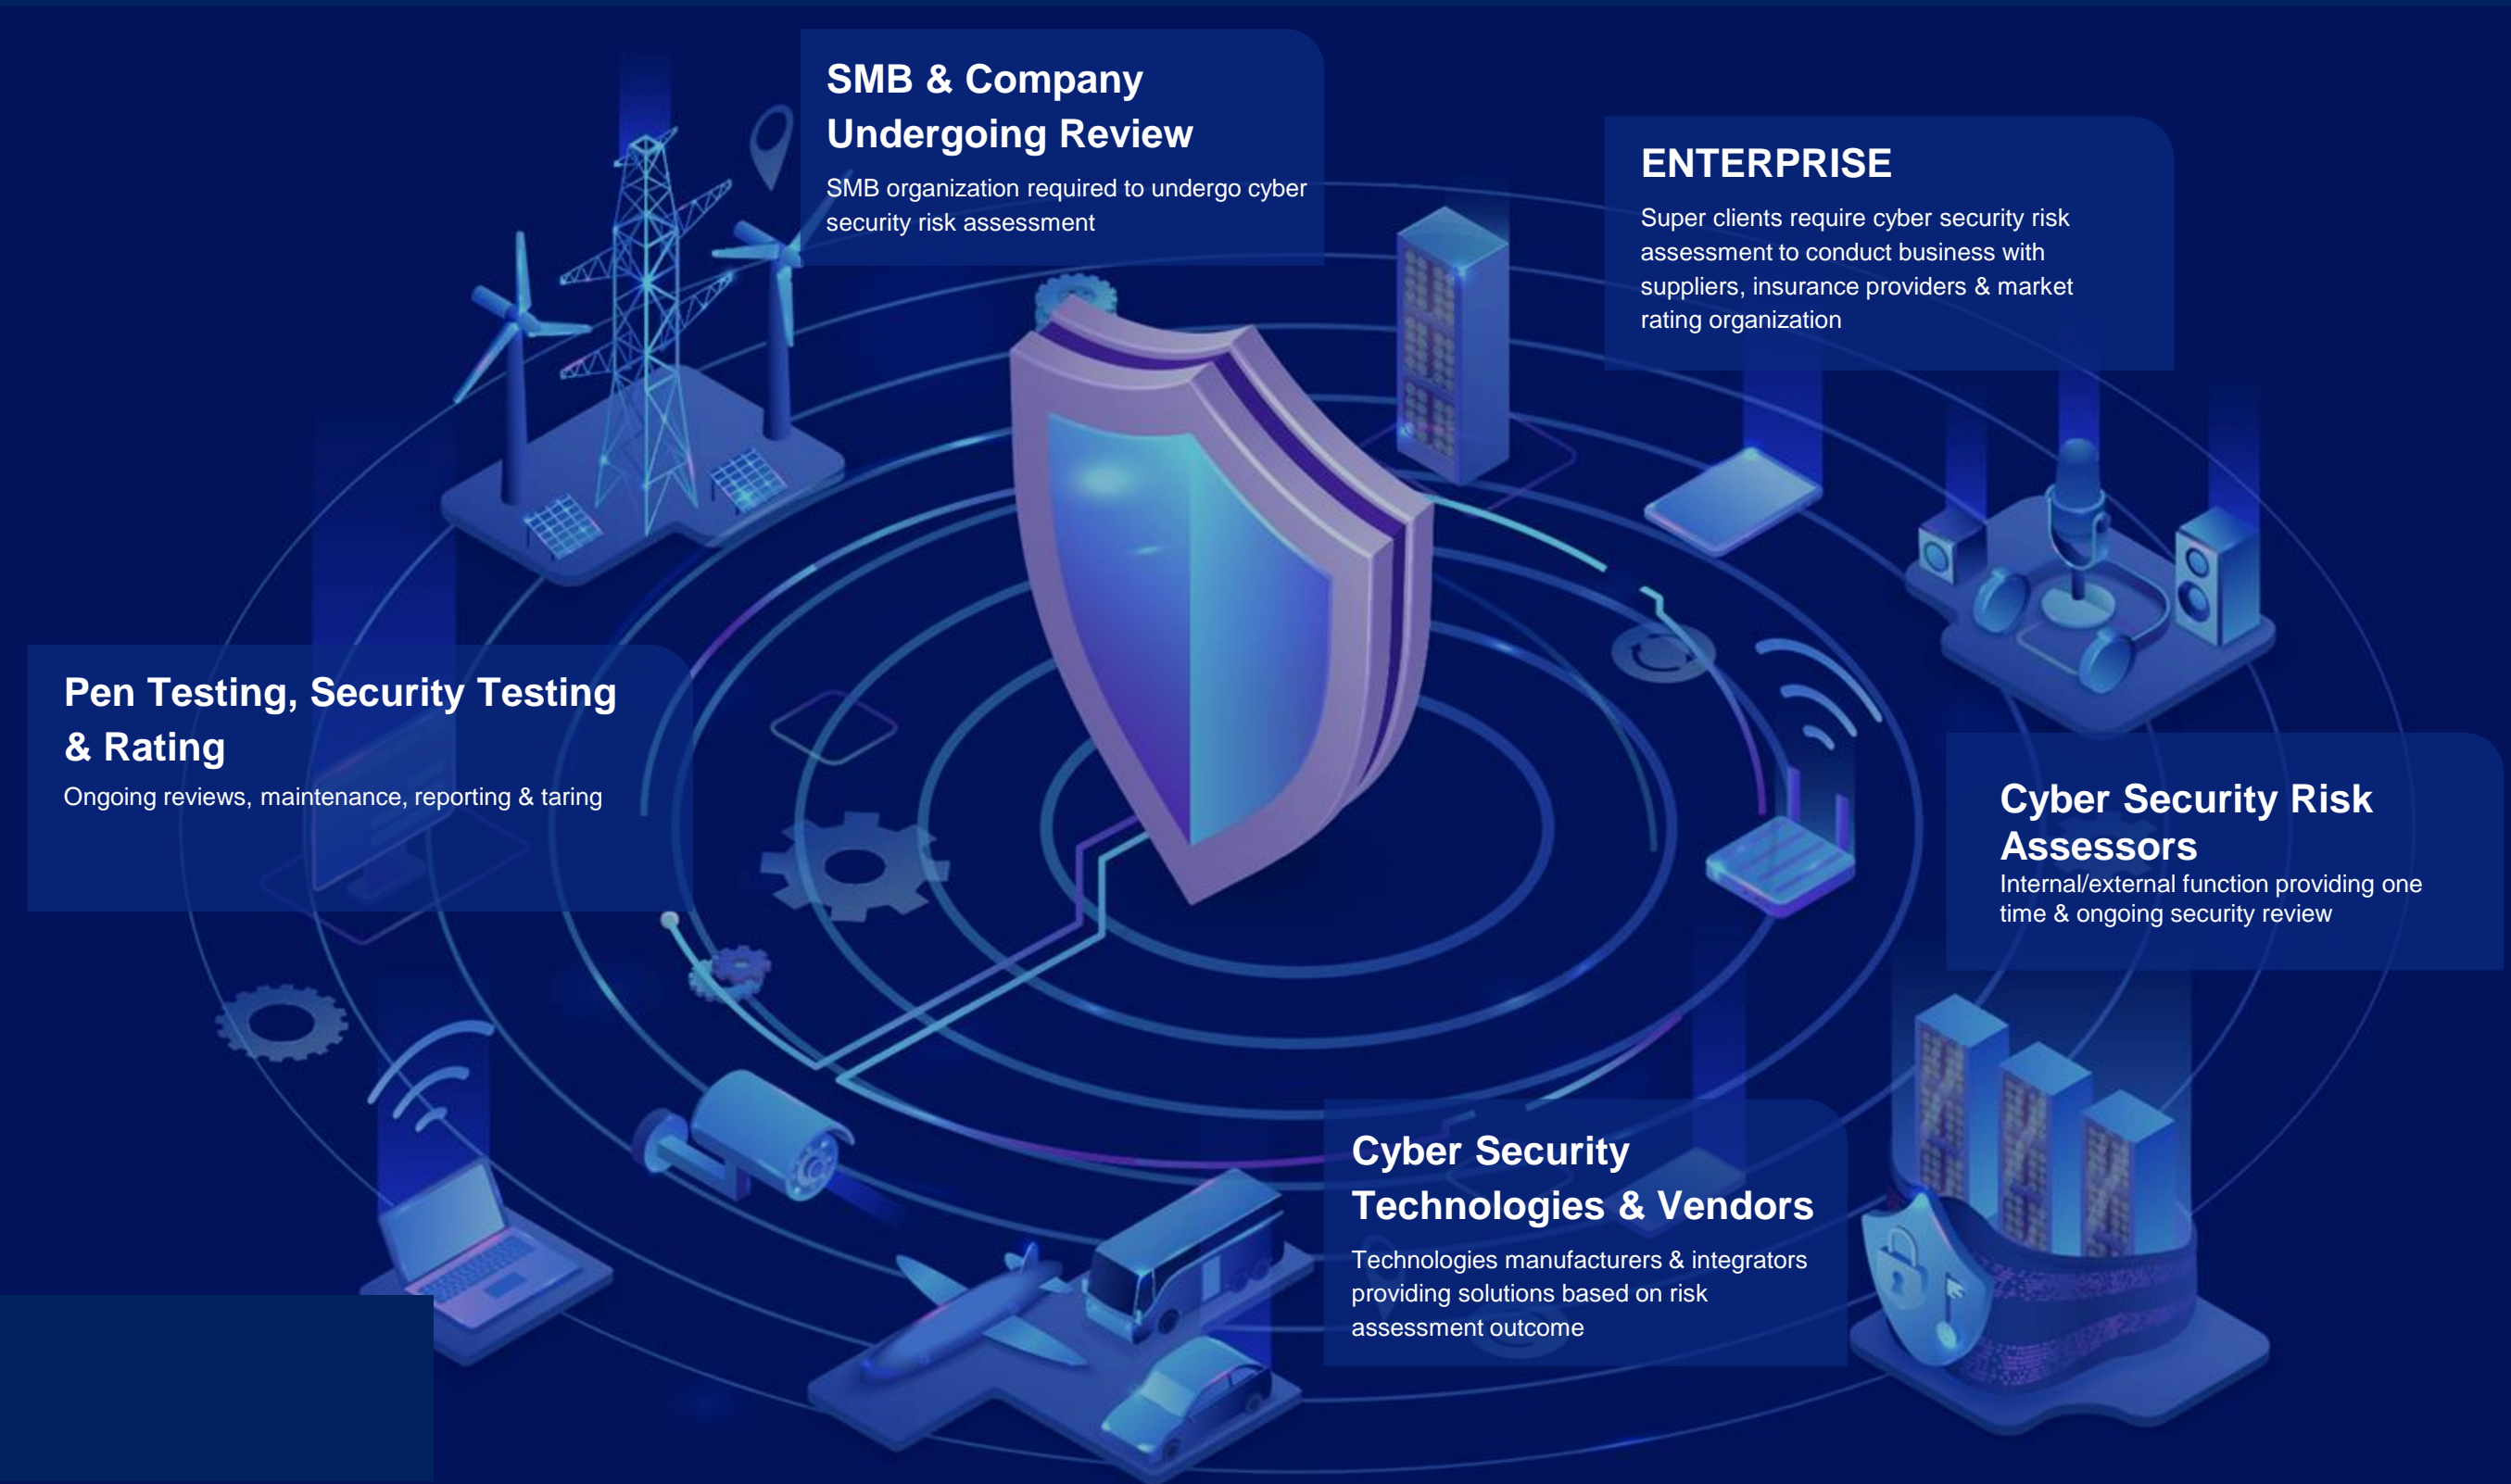 SMB & Company
Undergoing Review
SMB organization required to undergo cyber
security risk assessment
ENTERPRISE
Super clients require cyber security risk
assessment to conduct business with
suppliers, insurance providers & market
rating organization
Pen Testing, Security Testing
& Rating
Ongoing reviews, maintenance, reporting & taring
Cyber Security Risk
Assessors
Internal/external function providing one
time & ongoing security review
Cyber Security
Technologies & Vendors
Technologies manufacturers & integrators
providing solutions based on risk
assessment outcome